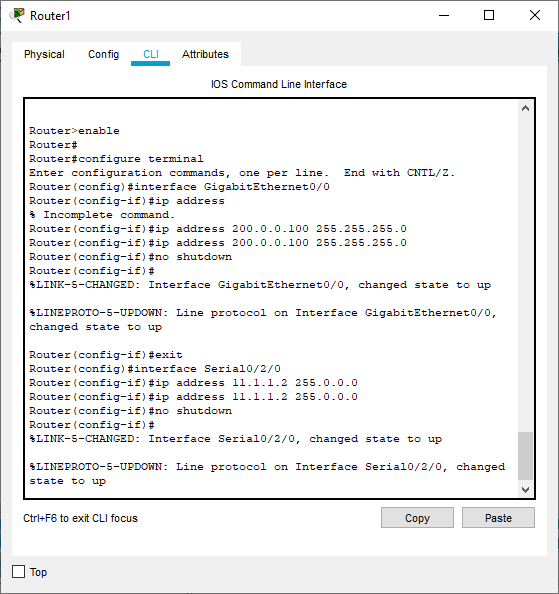 Router1
Physical Config CLI Attributes
IOS Command Line Interface
Router>enable
Router#
Router#configure terminal
Enter configuration commands, one per line.  End with CNTL/Z.
Router(config)#interface GigabitEthernet0/0
Router(config-if)#ip address
% Incomplete command.
Router(config-if)#ip address 200.0.0.100 255.255.255.0
Router(config-if)#ip address 200.0.0.100 255.255.255.0
Router(config-if)#no shutdown
Router(config-if)#
%LINK-5-CHANGED: Interface GigabitEthernet0/0, changed state to up
%LINEPROTO-5-UPDOWN: Line protocol on Interface GigabitEthernet0/0,
changed state to up
Router(config-if)#exit
Router(config)#interface Serial0/2/0
Router(config-if)#ip address 11.1.1.2 255.0.0.0
Router(config-if)#ip address 11.1.1.2 255.0.0.0
Router(config-if)#no shutdown
Router(config-if)#
%LINK-5-CHANGED: Interface Serial0/2/0, changed state to up
%LINEPROTO-5-UPDOWN: Line protocol on Interface Serial0/2/0, changed
state to up
Ctrl+F6 to exit CLI focus
Copy Paste
Top